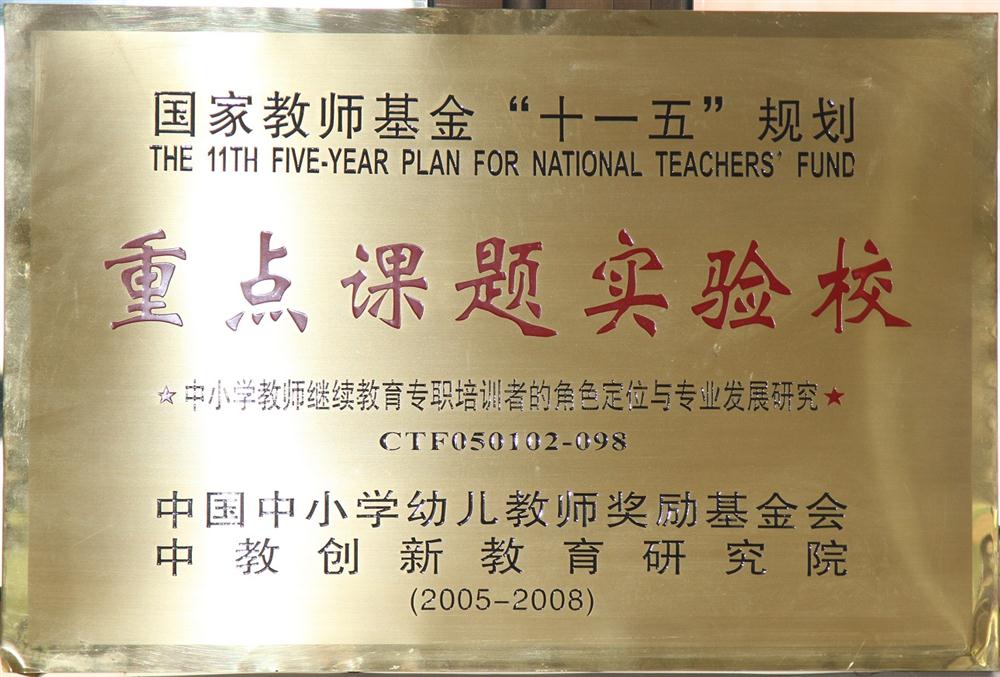 国家教师基金“十一五”规划
THE 11TH FIVE-YEAR PLAN FOR NATIONAL TEACHERS' FUND
重点课题实验校
★中小学教师继续教育专职培训者的角色定位与专业发展研究★
CTF050102-098
中国中小学幼儿教师奖励基金会
中教创新教育研究院
(2005-2008)